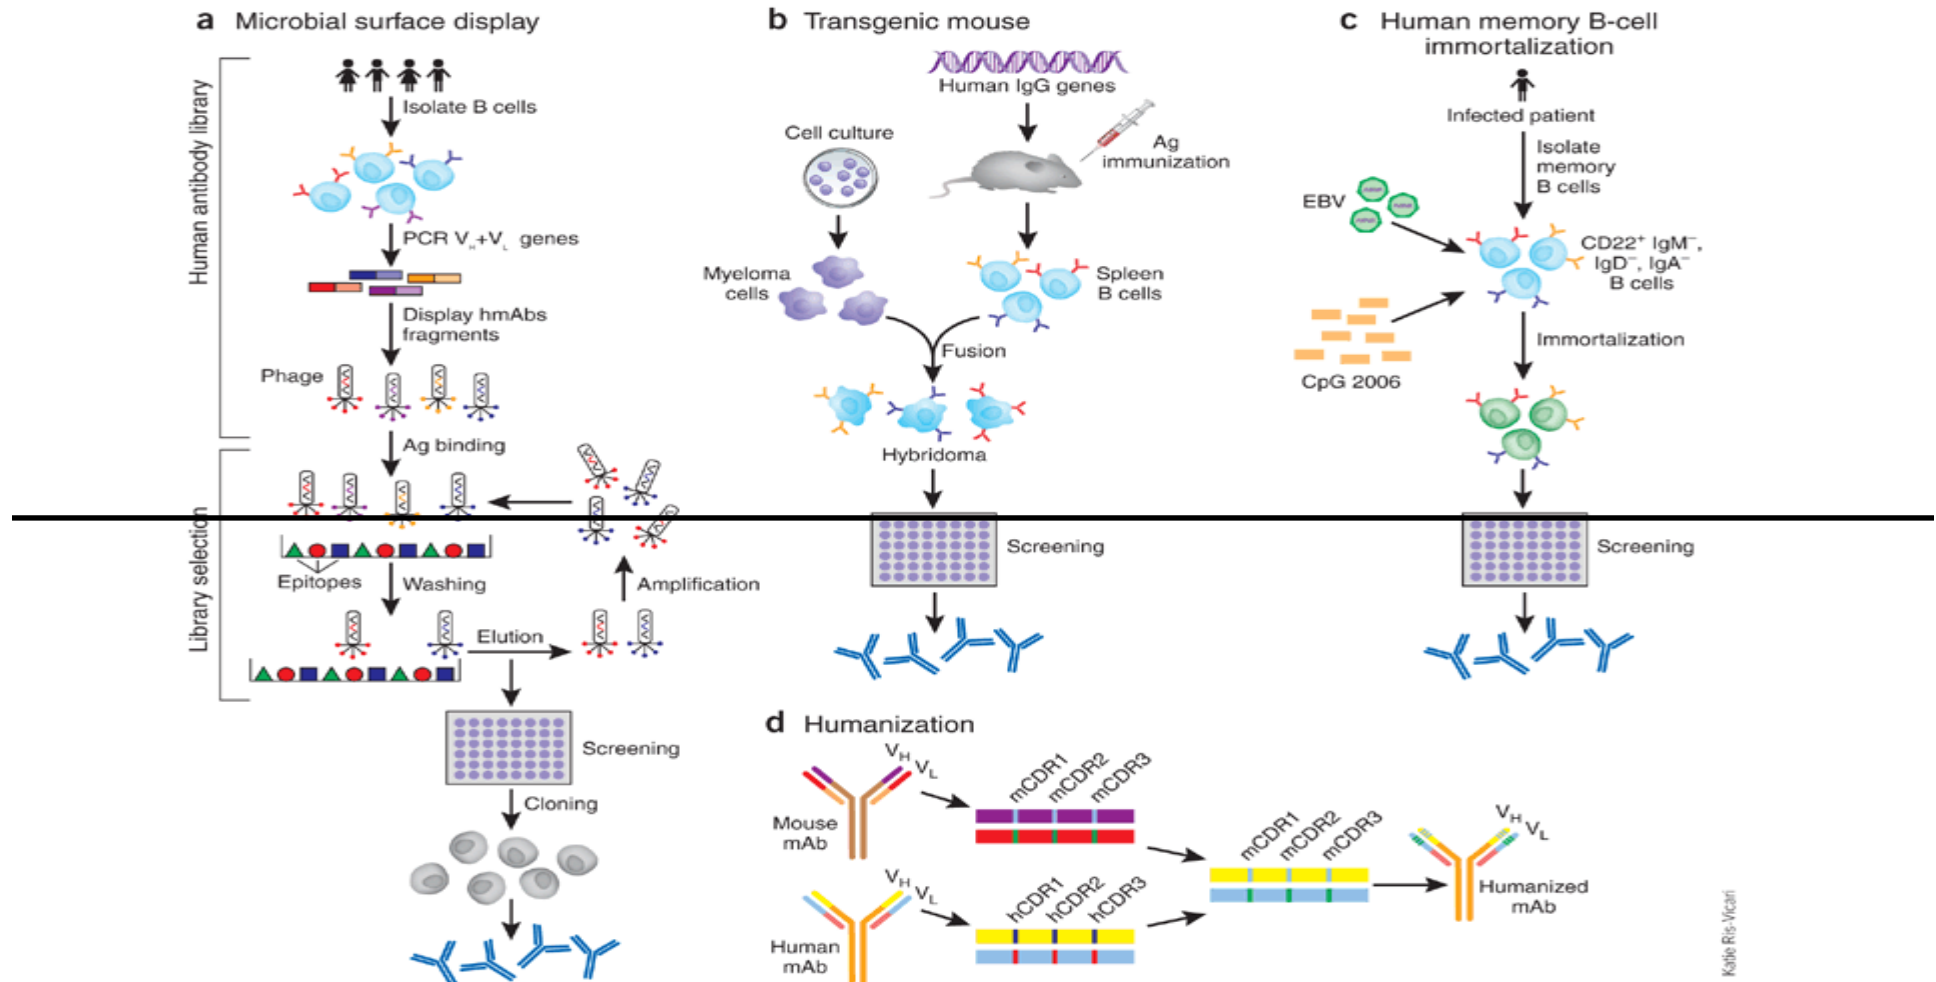 a Microbial surface display
Human antibody library
Isolate B cells
PCR VH+VL genes
Display hmAbs
fragments
Phage
Ag binding
Library selection
Epitopes
Washing
Elution
Amplification
Screening
Cloning
b Transgenic mouse
Human IgG genes
Cell culture
Ag
immunization
Myeloma
cells
Spleen
B cells
Fusion
Hybridoma
Screening
c Human memory B-cell
immortalization
Infected patient
Isolate
memory
B cells
EBV
CD22+ IgM–,
IgD–, IgA–
B cells
CpG 2006
Immortalization
Screening
d Humanization
VH
VL
Mouse
mAb
mCDR1
mCDR2
mCDR3
VH
VL
Human
mAb
hCDR1
hCDR2
hCDR3
mCDR1
mCDR2
mCDR3
VH
VL
Humanized
mAb
Katie Ris-Vicari